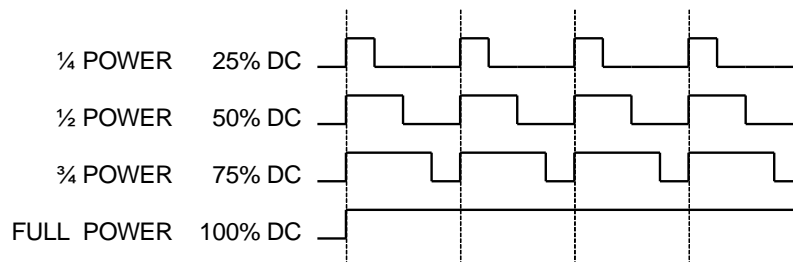 ¼ POWER 25% DC
½ POWER 50% DC
¾ POWER 75% DC
FULL POWER 100% DC